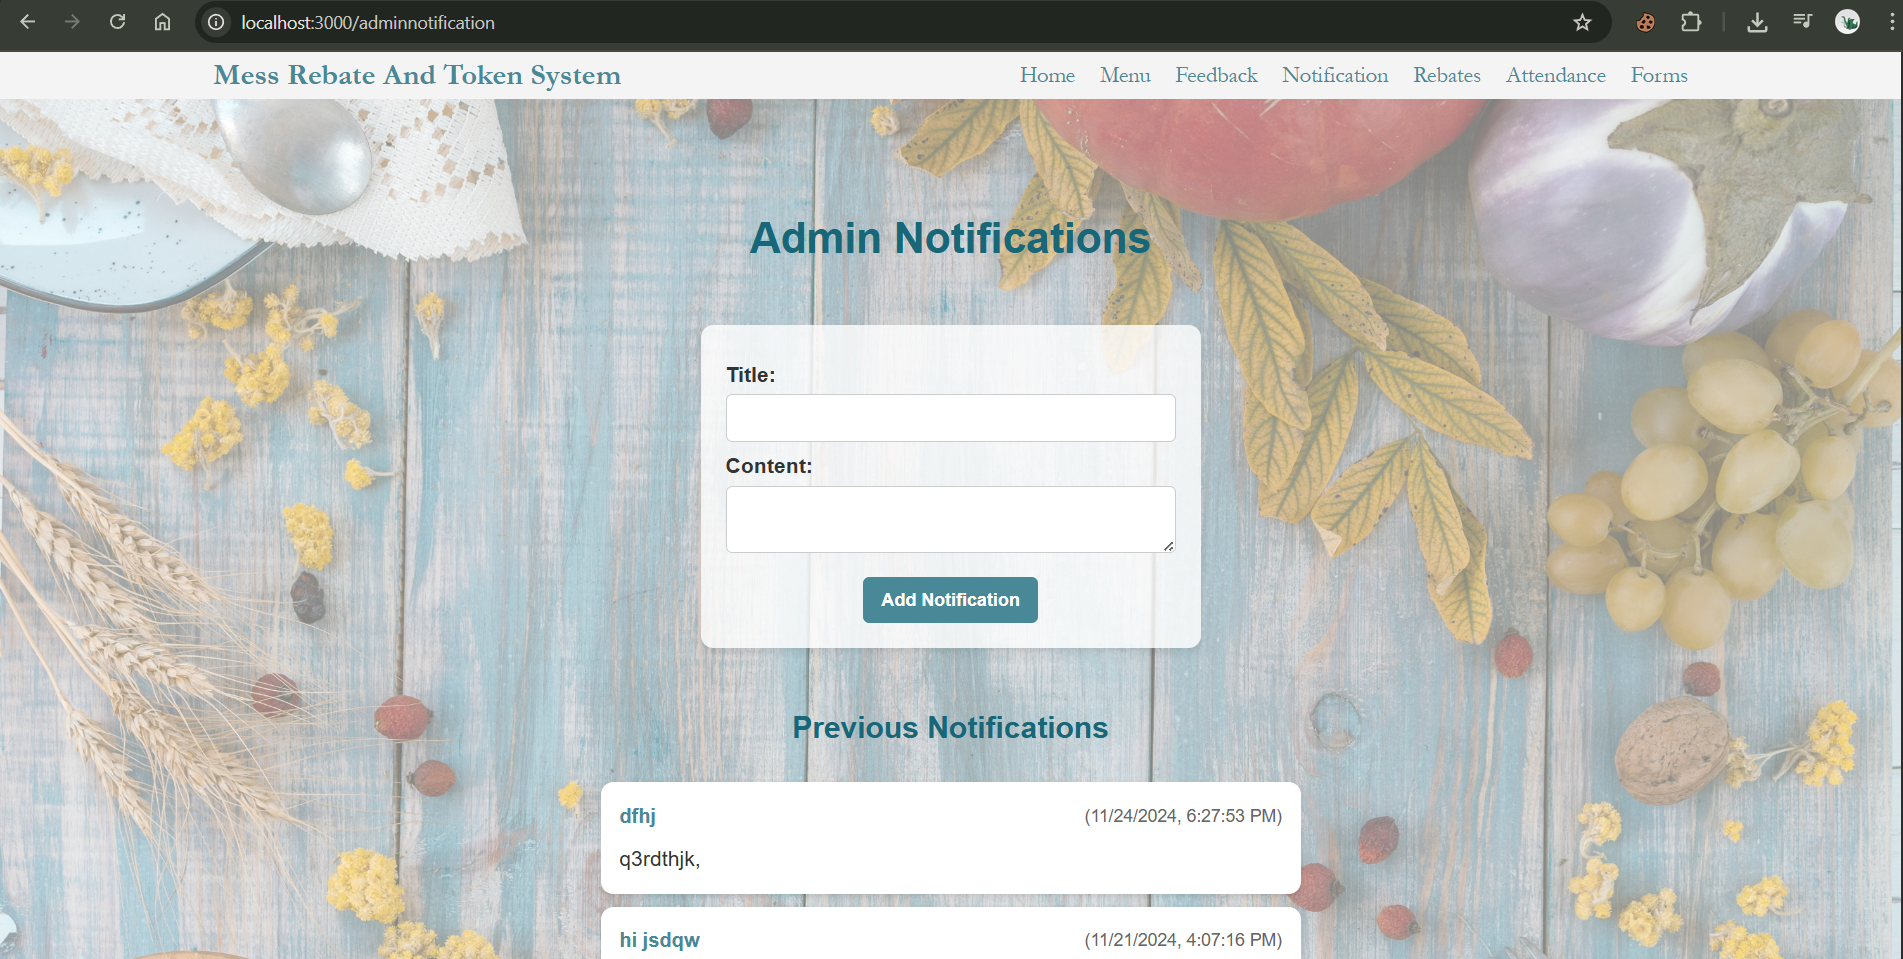 localhost:3000/adminnotification
Mess Rebate And Token System
Home Menu Feedback Notification Rebates Attendance Forms
Admin Notifications
Title:
Content:
Add Notification
Previous Notifications
dfhj (11/24/2024, 6:27:53 PM)
q3rdthjk,
hi jsdqw (11/21/2024, 4:07:16 PM)